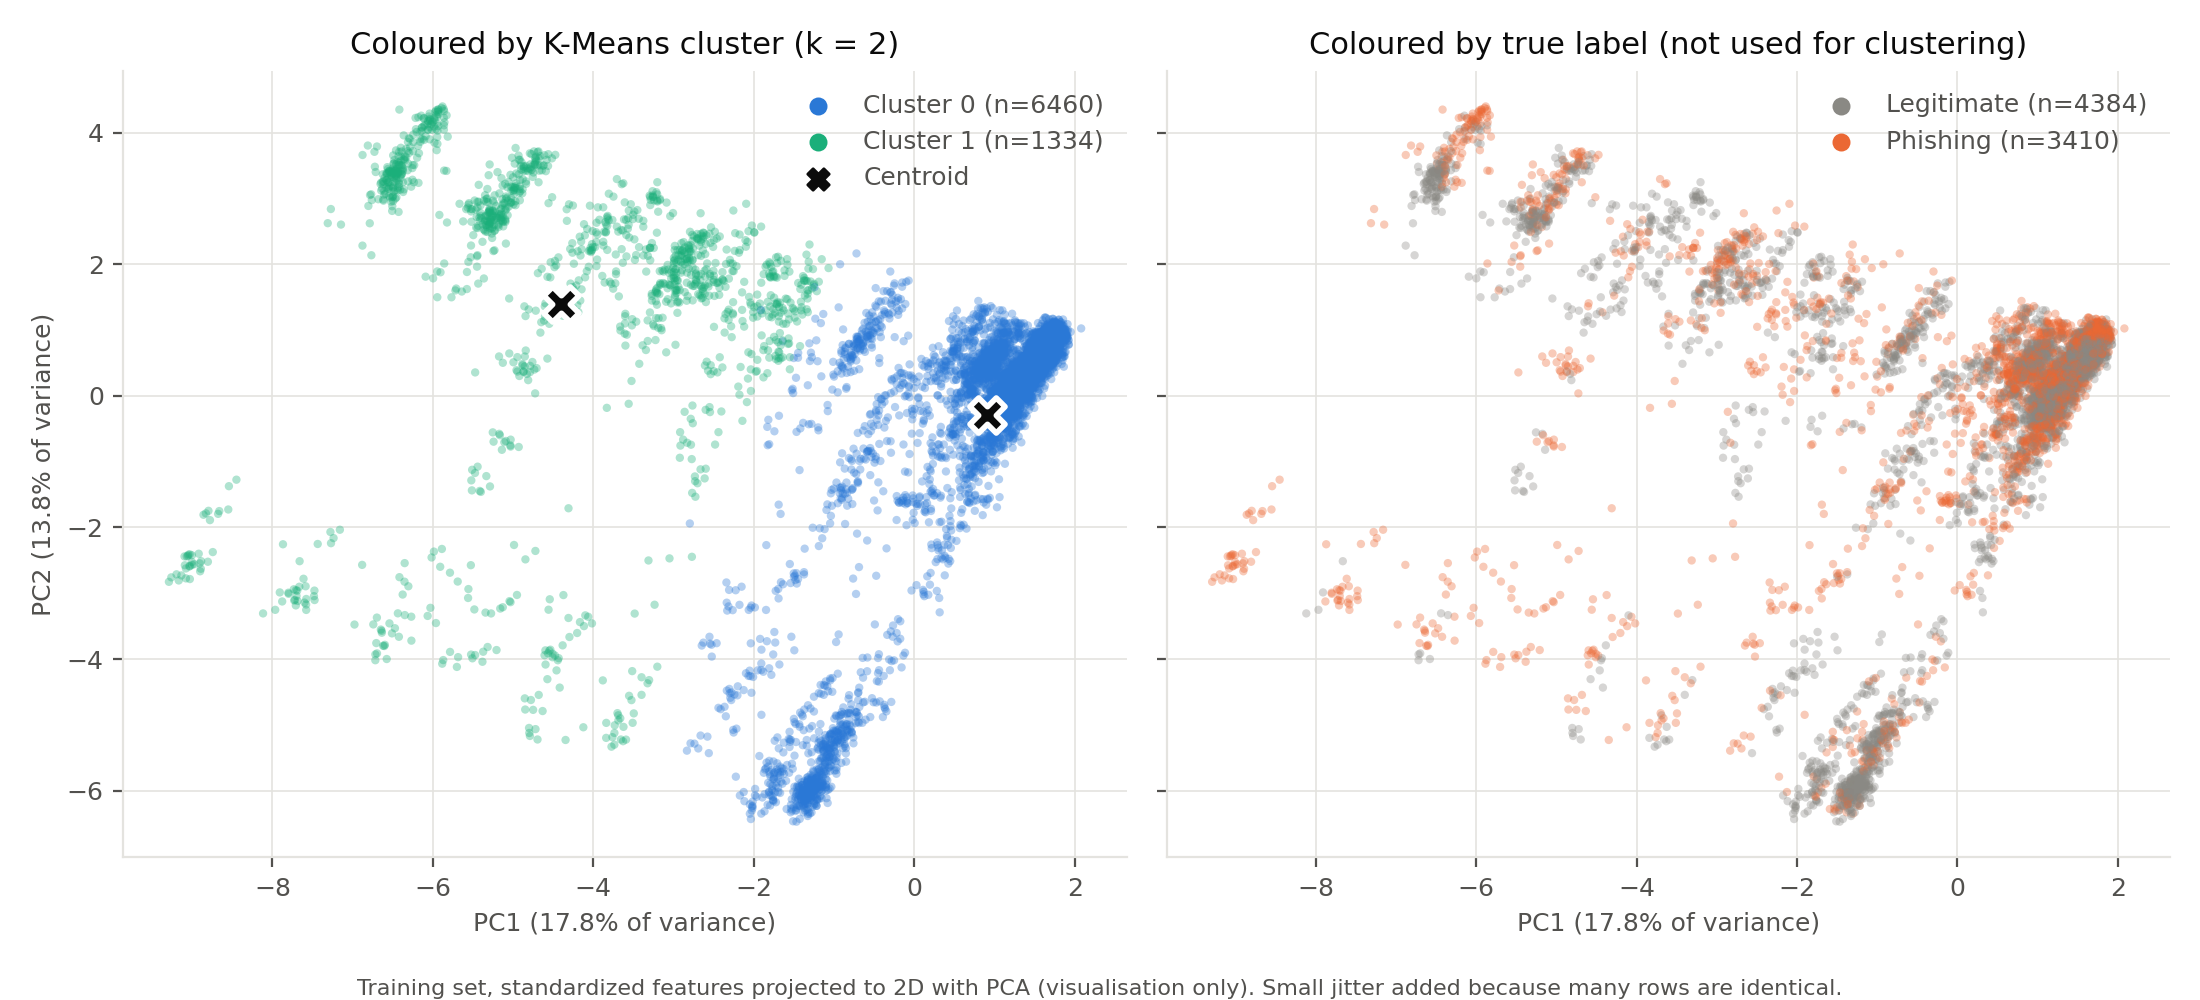 Coloured by K-Means cluster (k = 2)
Cluster 0 (n=6460)
Cluster 1 (n=1334)
Centroid
4
2
0
−2
−4
−6
PC2 (13.8% of variance)
−8
−6
−4
−2
0
2
PC1 (17.8% of variance)
Coloured by true label (not used for clustering)
Legitimate (n=4384)
Phishing (n=3410)
−8
−6
−4
−2
0
2
PC1 (17.8% of variance)
Training set, standardized features projected to 2D with PCA (visualisation only). Small jitter added because many rows are identical.